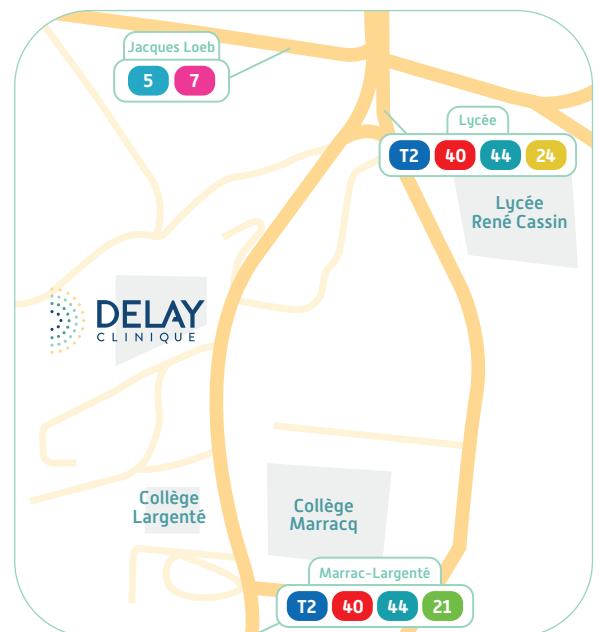 Jacques Loeb
5 7
Lycée
T2 40 44 24
Lycée
René Cassin
DELAY
CLINIQUE
Collège
Largenté
Collège
Marracq
Marrac-Largenté
T2 40 44 21